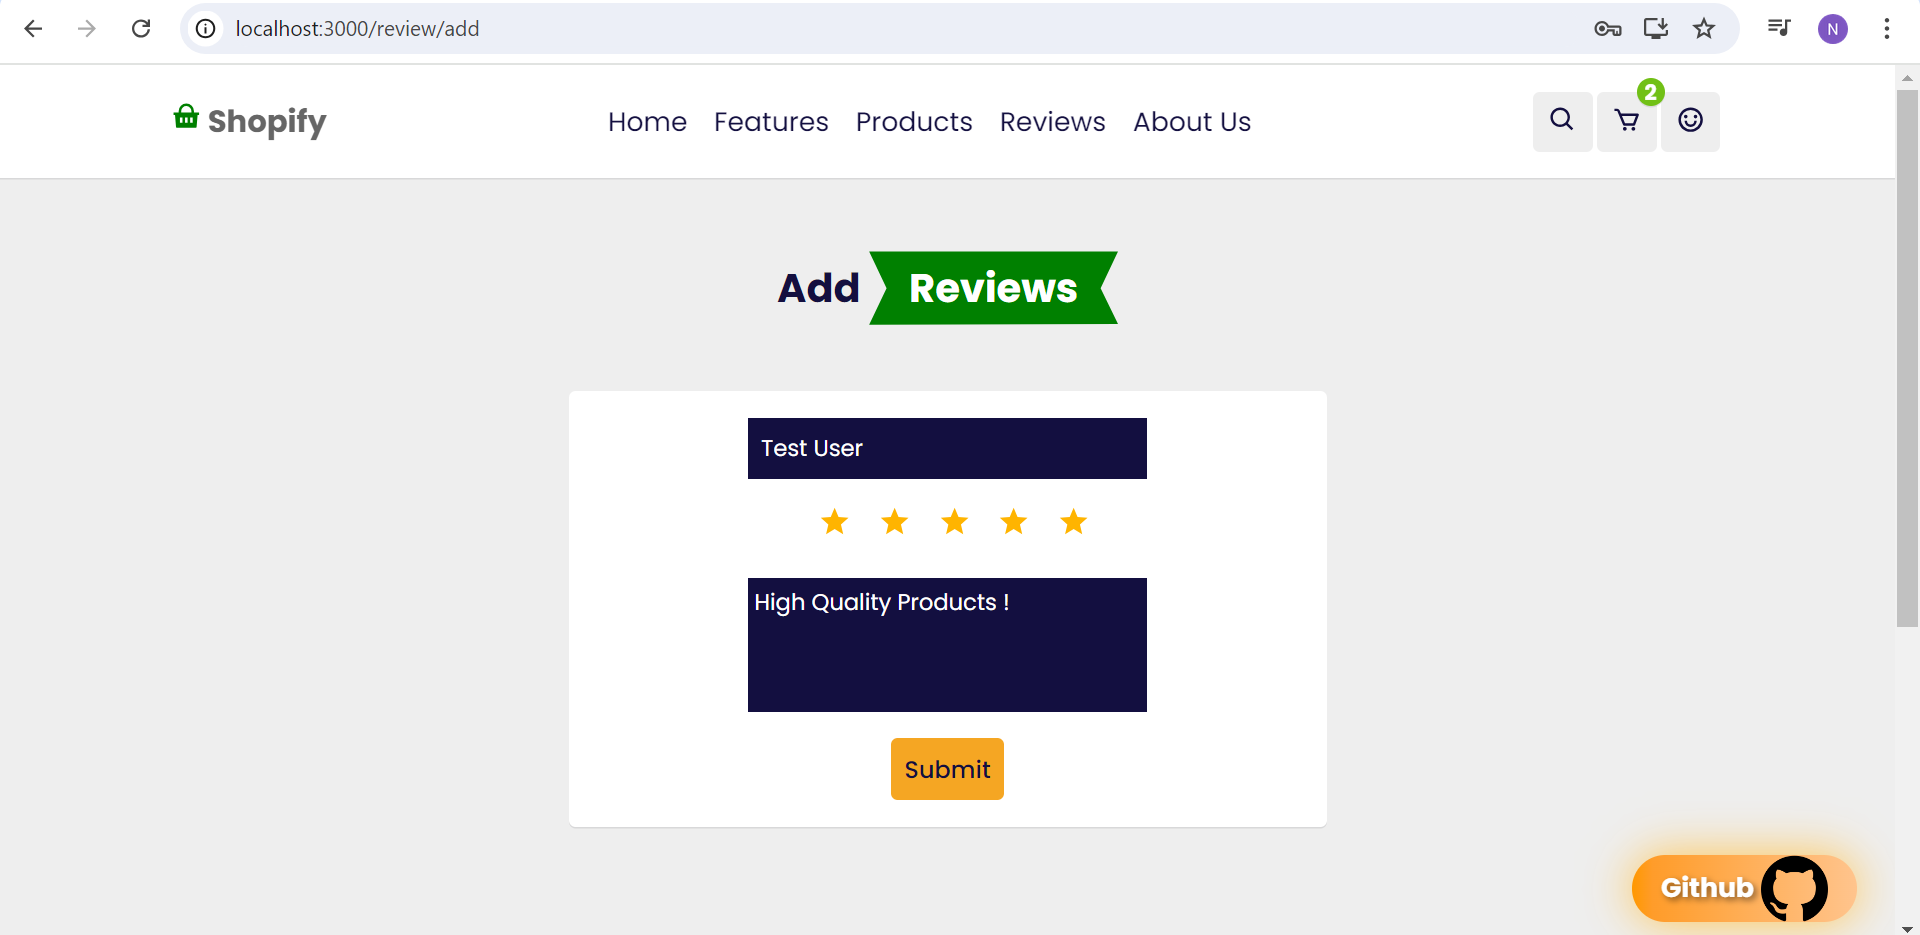 localhost:3000/review/add
N
Shopify
Home Features Products Reviews About Us
2
Add Reviews
Test User
High Quality Products !
Submit
Github